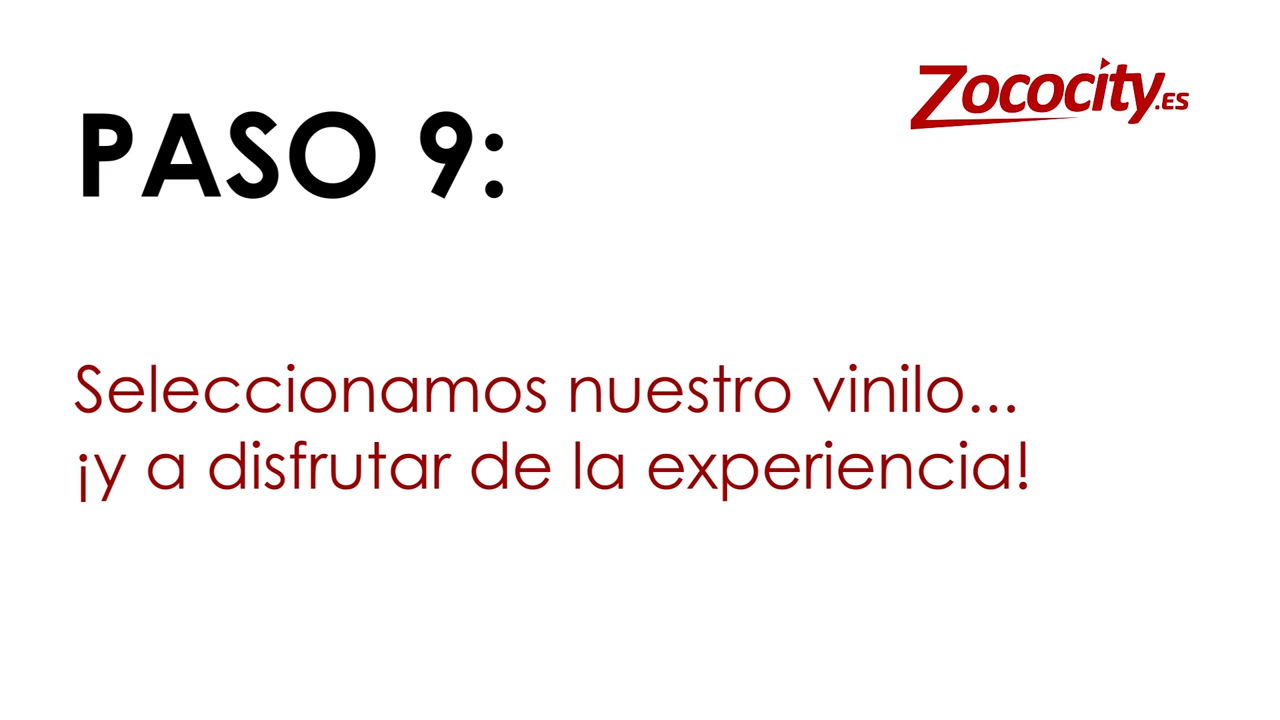 Zococity.ES
PASO 9:
Seleccionamos nuestro vinilo...
¡y a disfrutar de la experiencia!